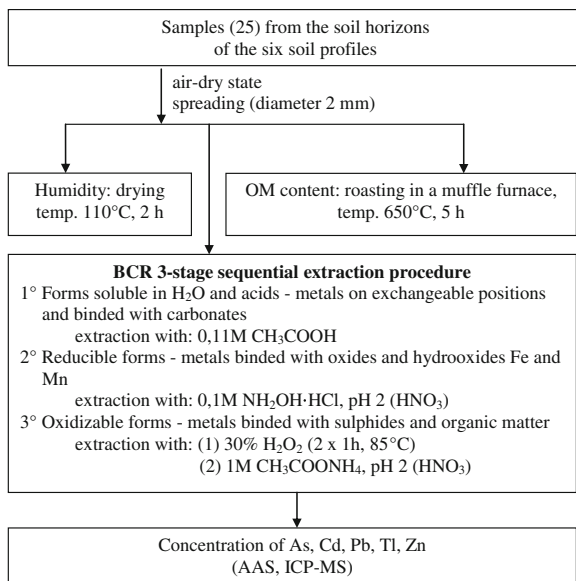 Samples (25) from the soil horizons
of the six soil profiles
air-dry state
spreading (diameter 2 mm)
Humidity: drying
temp. 110°C, 2 h
OM content: roasting in a muffle furnace,
temp. 650°C, 5 h
BCR 3-stage sequential extraction procedure
1° Forms soluble in H₂O and acids - metals on exchangeable positions
and binded with carbonates
extraction with: 0,11M CH₃COOH
2° Reducible forms - metals binded with oxides and hydrooxides Fe and
Mn
extraction with: 0,1M NH₂OH·HCl, pH 2 (HNO₃)
3° Oxidizable forms - metals binded with sulphides and organic matter
extraction with: (1) 30% H₂O₂ (2 x 1h, 85°C)
(2) 1M CH₃COONH₄, pH 2 (HNO₃)
Concentration of As, Cd, Pb, Tl, Zn
(AAS, ICP-MS)